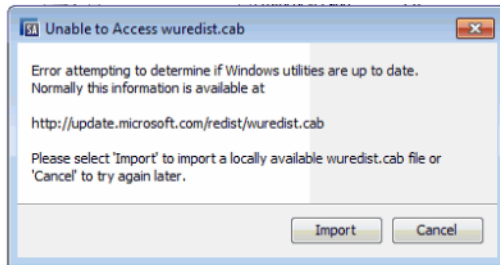 SA Unable to Access wuredist.cab
Error attempting to determine if Windows utilities are up to date.
Normally this information is available at
http://update.microsoft.com/redist/wuredist.cab
Please select 'Import' to import a locally available wuredist.cab file or
'Cancel' to try again later.
Import Cancel